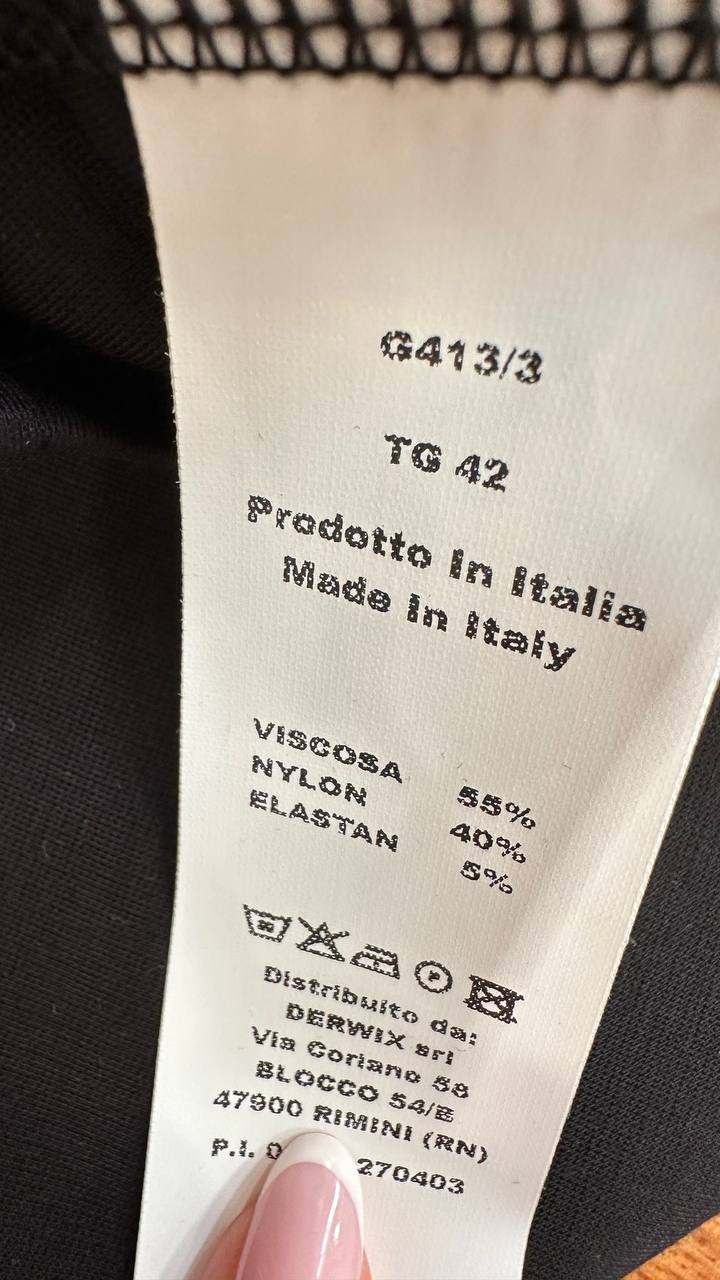 G413/3
TG 42
Prodotto In Italia
Made In Italy
VISCOSA 55%
NYLON 40%
ELASTAN 5%
Distribuito da:
DERWIX srl
Via Coriano 58
BLOCCO 54/E
47900 RIMINI (RN)
P.I. 0 270403